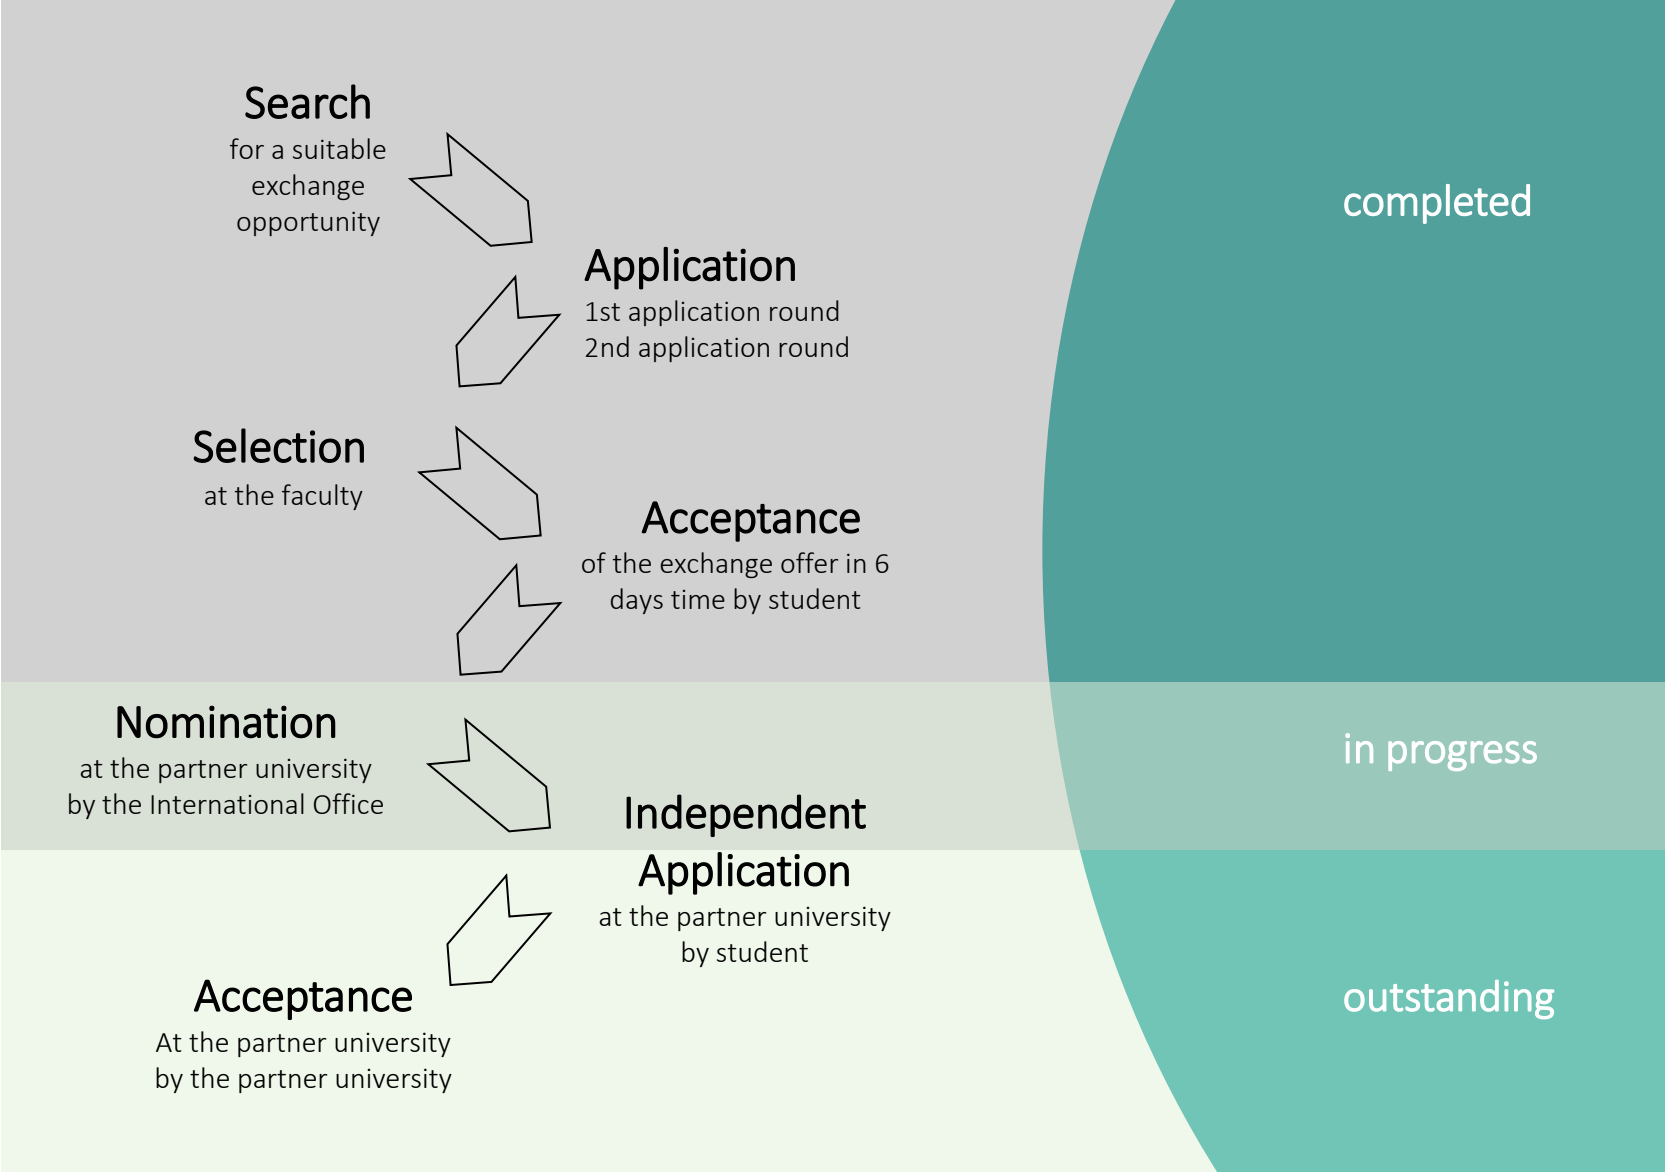 Search
for a suitable
exchange
opportunity
Application
1st application round
2nd application round
Selection
at the faculty
Acceptance
of the exchange offer in 6
days time by student
Nomination
at the partner university
by the International Office
Independent
Application
at the partner university
by student
Acceptance
At the partner university
by the partner university
completed
in progress
outstanding